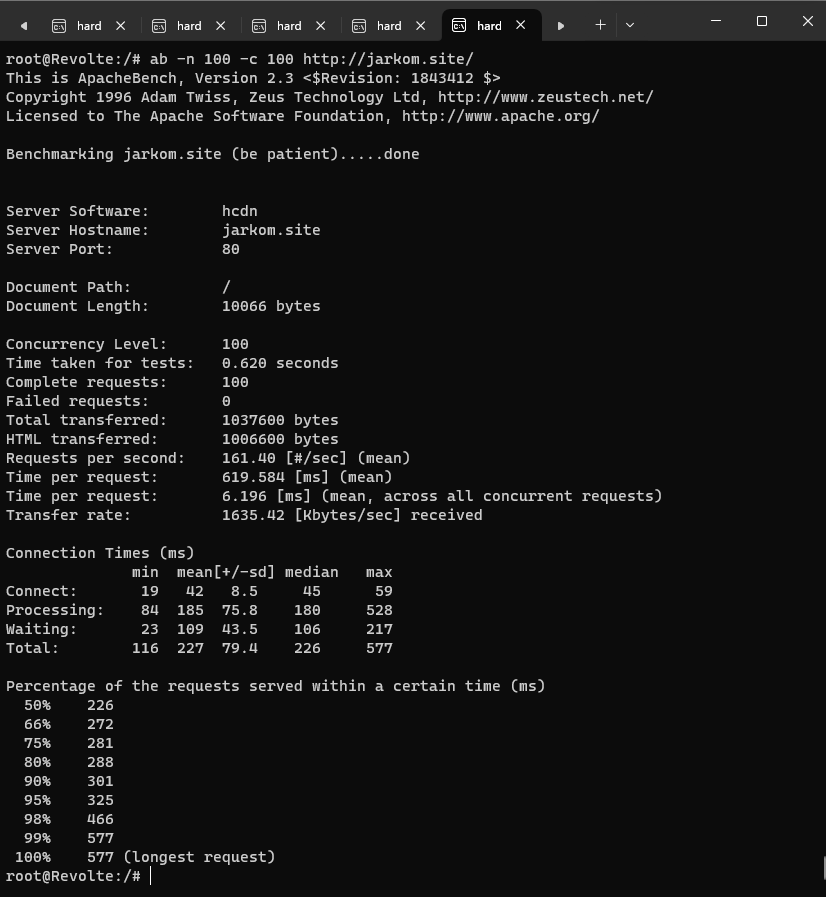 hard hard hard hard hard
root@Revolte:/# ab -n 100 -c 100 http://jarkom.site/
This is ApacheBench, Version 2.3 <$Revision: 1843412 $>
Copyright 1996 Adam Twiss, Zeus Technology Ltd, http://www.zeustech.net/
Licensed to The Apache Software Foundation, http://www.apache.org/

Benchmarking jarkom.site (be patient).....done


Server Software:        hcdn
Server Hostname:        jarkom.site
Server Port:            80

Document Path:          /
Document Length:        10066 bytes

Concurrency Level:      100
Time taken for tests:   0.620 seconds
Complete requests:      100
Failed requests:        0
Total transferred:      1037600 bytes
HTML transferred:       1006600 bytes
Requests per second:    161.40 [#/sec] (mean)
Time per request:       619.584 [ms] (mean)
Time per request:       6.196 [ms] (mean, across all concurrent requests)
Transfer rate:          1635.42 [Kbytes/sec] received

Connection Times (ms)
              min  mean[+/-sd] median   max
Connect:       19   42   8.5     45      59
Processing:    84  185  75.8    180     528
Waiting:       23  109  43.5    106     217
Total:        116  227  79.4    226     577

Percentage of the requests served within a certain time (ms)
  50%    226
  66%    272
  75%    281
  80%    288
  90%    301
  95%    325
  98%    466
  99%    577
 100%    577 (longest request)
root@Revolte:/#